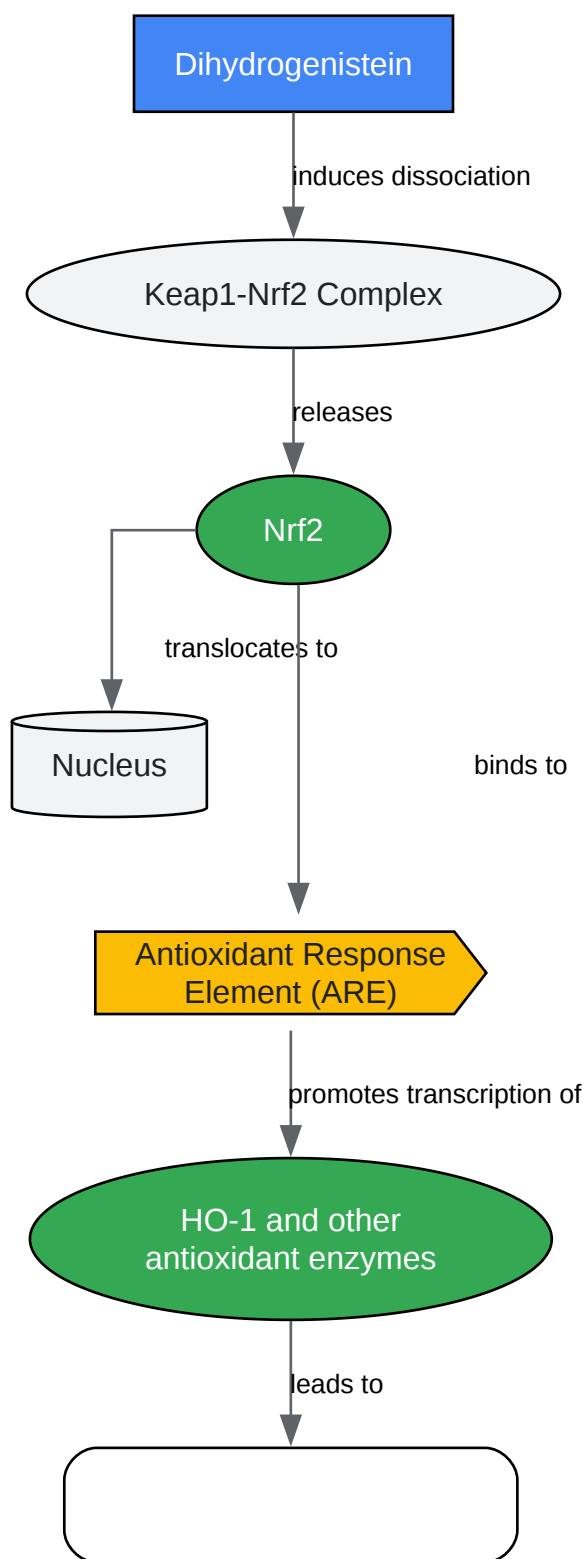 Dihydrogenistein
induces dissociation
Keap1-Nrf2 Complex
releases
Nrf2
translocates to
Nucleus
binds to
Antioxidant Response
Element (ARE)
promotes transcription of
HO-1 and other
antioxidant enzymes
leads to